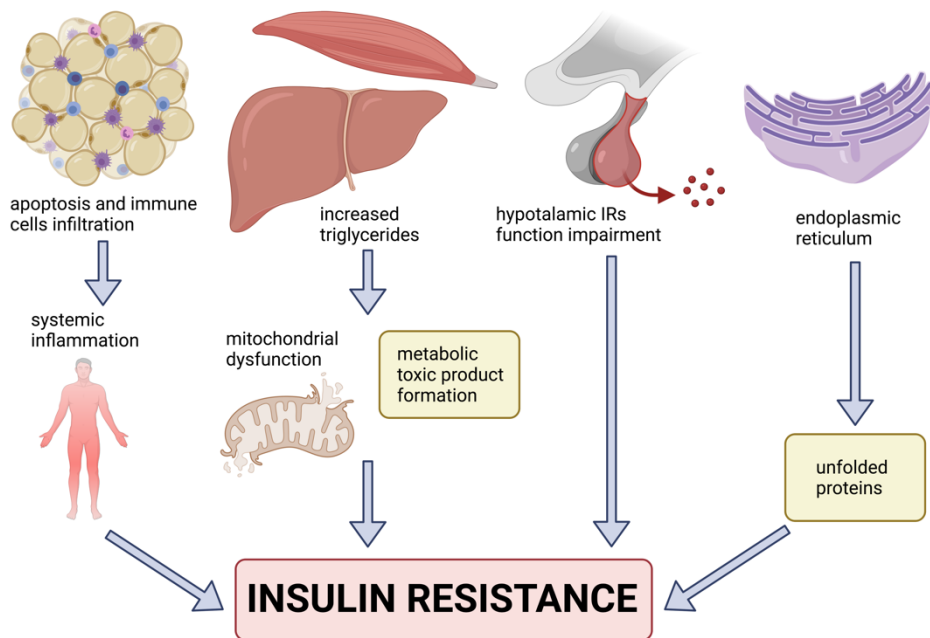 apoptosis and immune
cells infiltration
increased
triglycerides
hypotalamic IRs
function impairment
endoplasmic
reticulum
systemic
inflammation
mitochondrial
dysfunction
metabolic
toxic product
formation
unfolded
proteins
INSULIN RESISTANCE